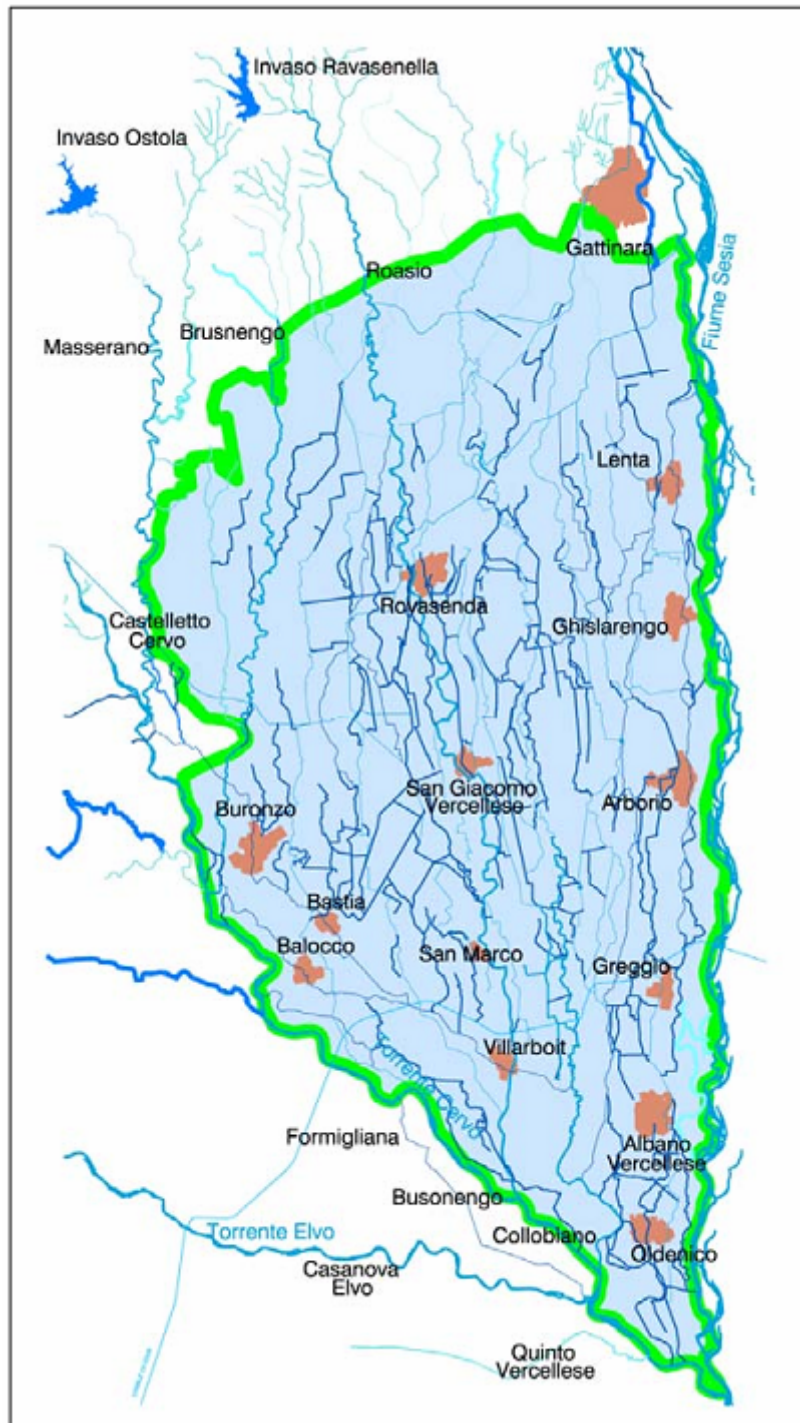 Invaso Ravasenella
Invaso Ostola
Gattinara
Roasio
Fiume Sesia
Brusnengo
Masserano
Lenta
Rovasenda
Ghislarengo
Castelletto
Cervo
San Giacomo
Vercellese
Arborio
Buronzo
Bastia
Balocco
San Marco
Greggio
Villarboit
Torrente Cervo
Formigliana
Albano
Vercellese
Busonengo
Torrente Elvo
Collobiano
Oldenico
Casanova
Elvo
Quinto
Vercellese